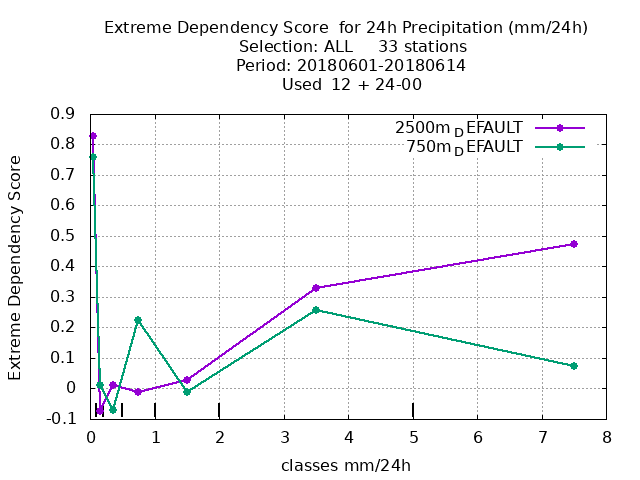 Extreme Dependency Score  for 24h Precipitation (mm/24h)
Selection: ALL     33 stations
Period: 20180601-20180614
Used  12 + 24-00
2500m_DEFAULT
750m_DEFAULT
Extreme Dependency Score
0.9
0.8
0.7
0.6
0.5
0.4
0.3
0.2
0.1
0
-0.1
0 1 2 3 4 5 6 7 8
classes mm/24h